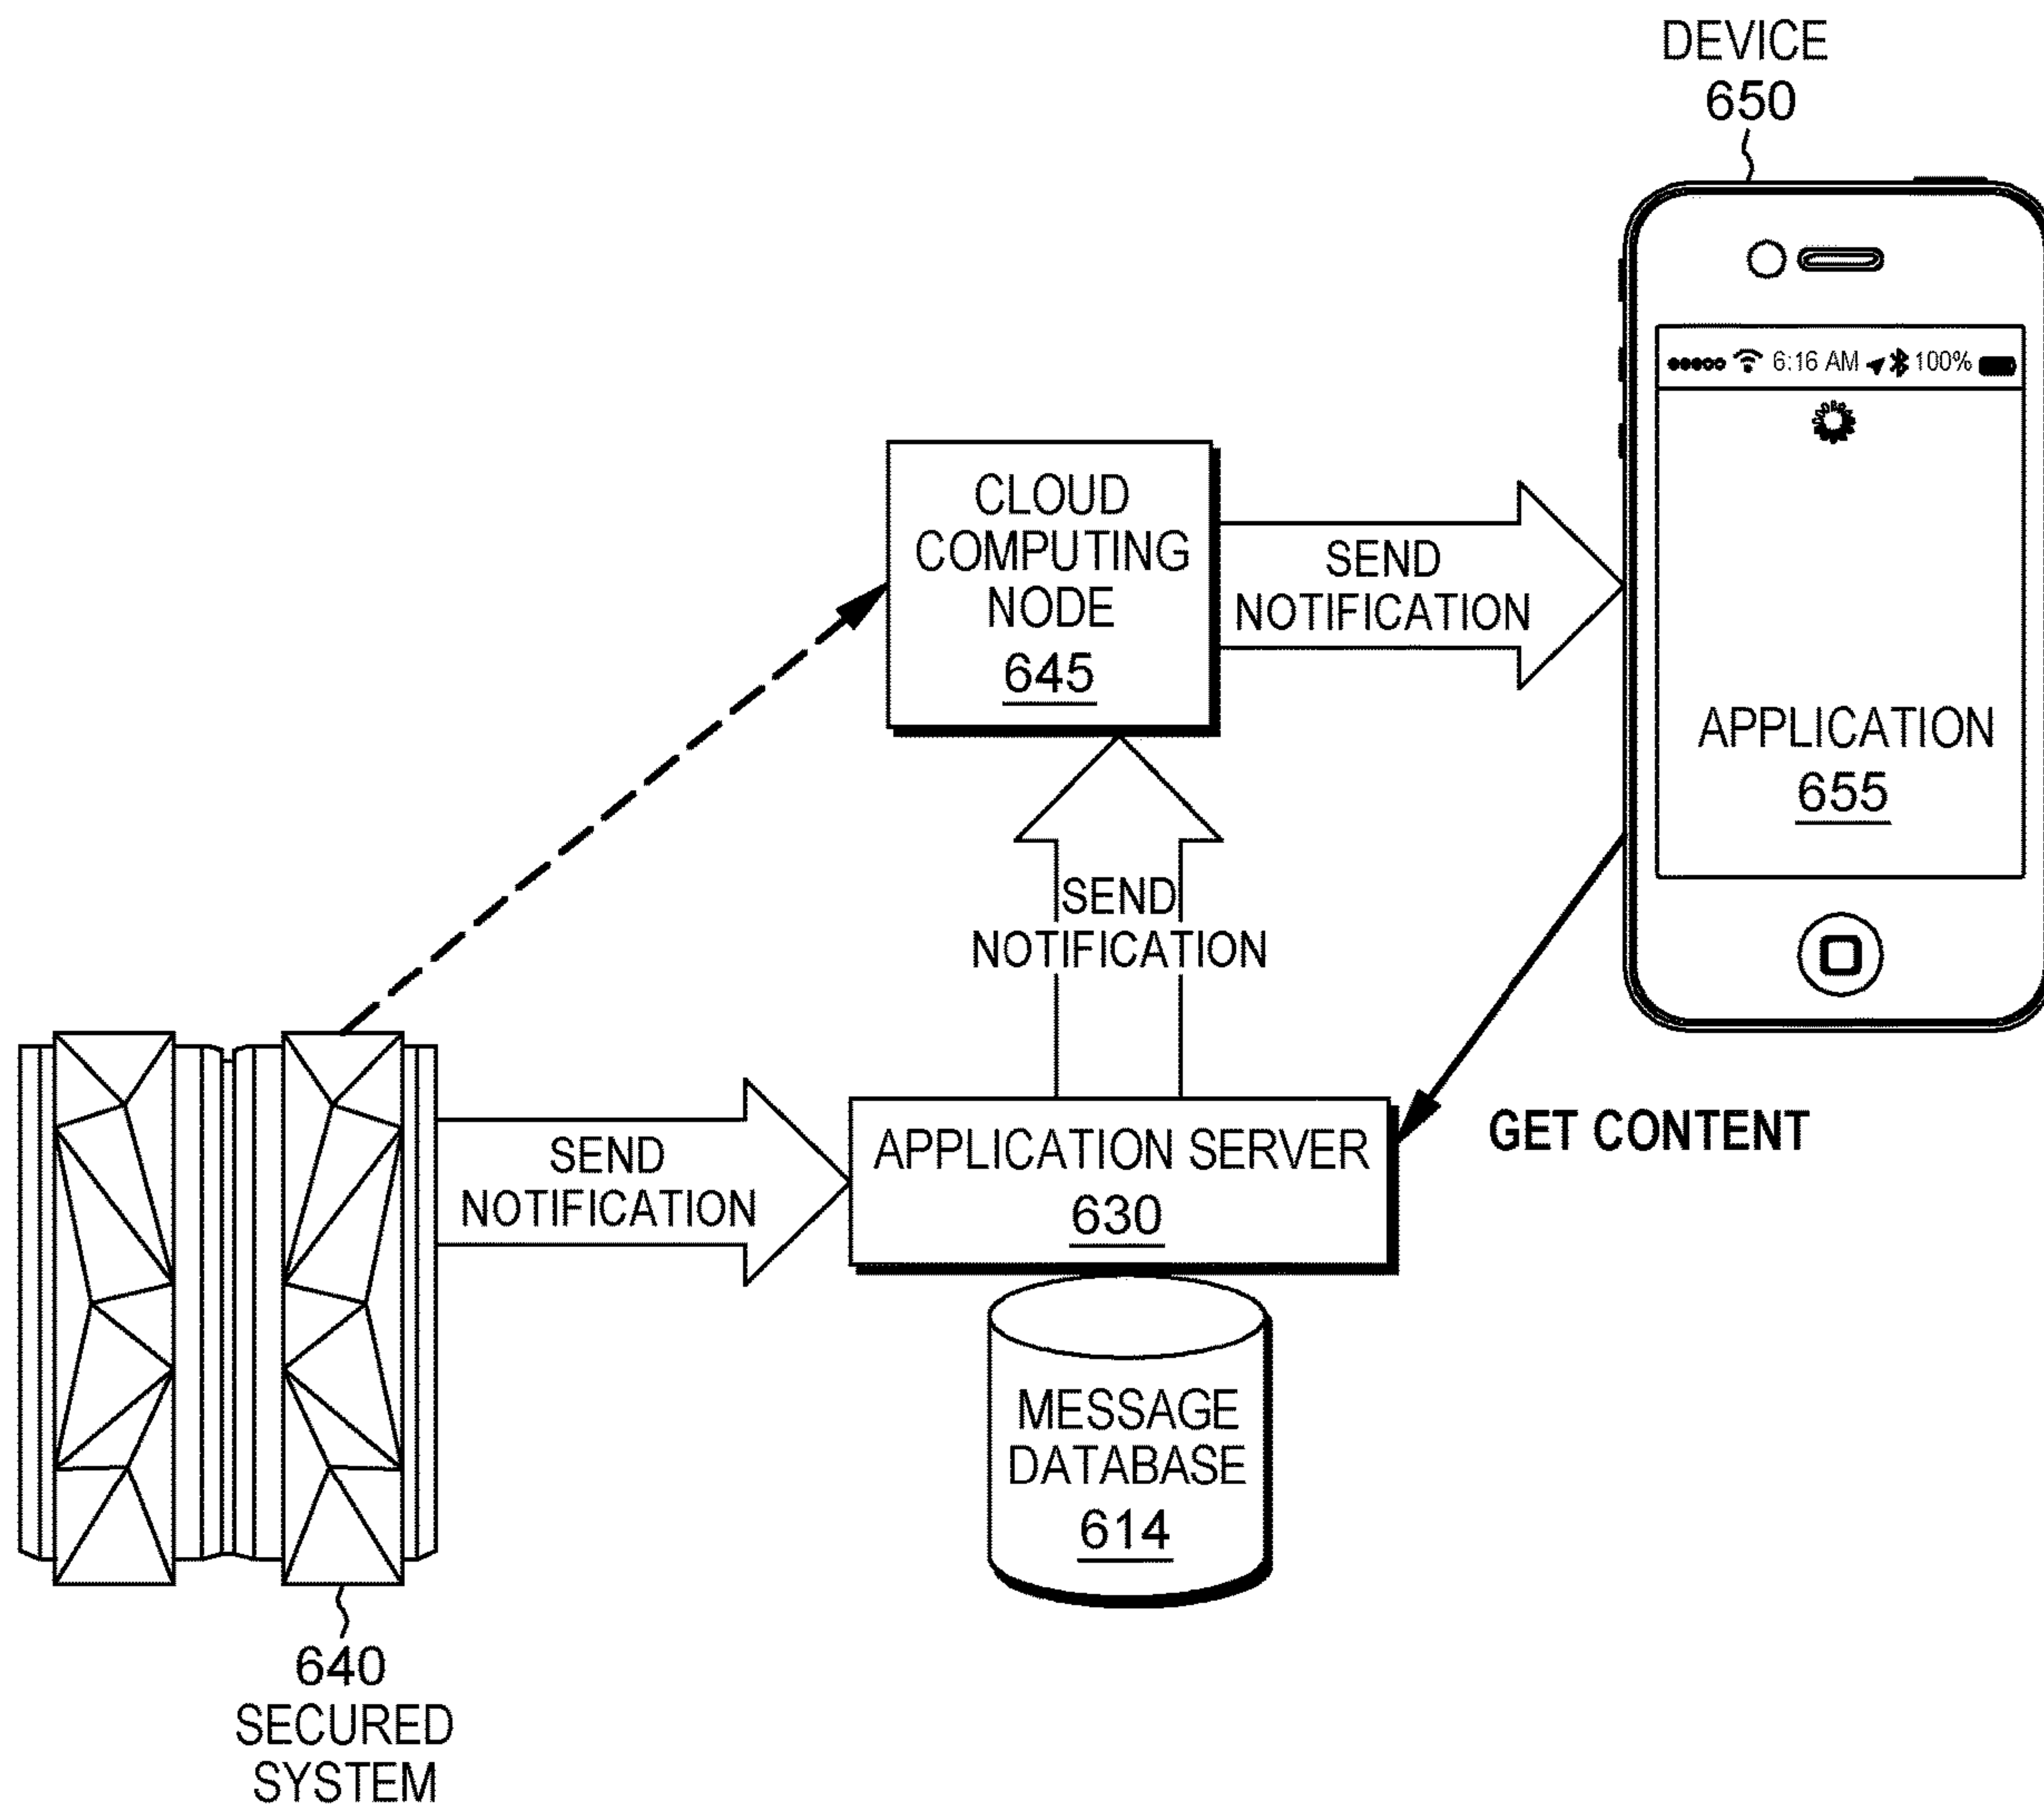 DEVICE
650
6:16 AM 100%
CLOUD
COMPUTING
NODE
645
SEND
NOTIFICATION
APPLICATION
655
SEND
NOTIFICATION
GET CONTENT
SEND
NOTIFICATION
APPLICATION SERVER
630
MESSAGE
DATABASE
614
640
SECURED
SYSTEM